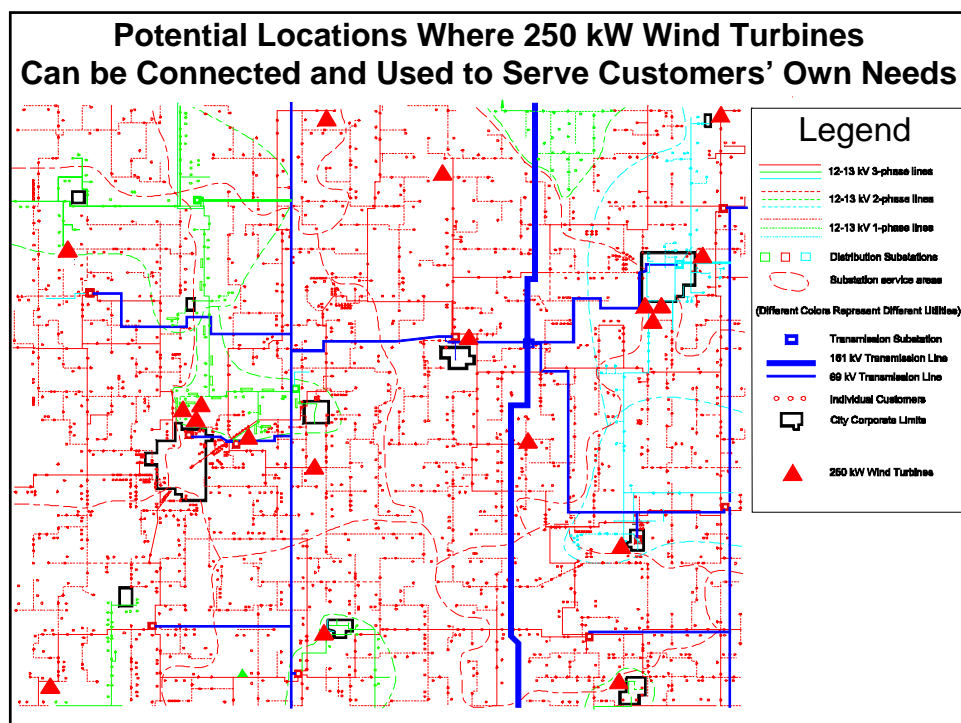 Potential Locations Where 250 kW Wind Turbines
Can be Connected and Used to Serve Customers' Own Needs
Legend
12-13 kV 3-phase lines
12-13 kV 2-phase lines
12-13 kV 1-phase lines
Distribution Substations
Substation service areas
(Different Colors Represent Different Utilities)
Transmission Substation
161 kV Transmission Line
69 kV Transmission Line
Individual Customers
City Corporate Limits
250 kW Wind Turbines